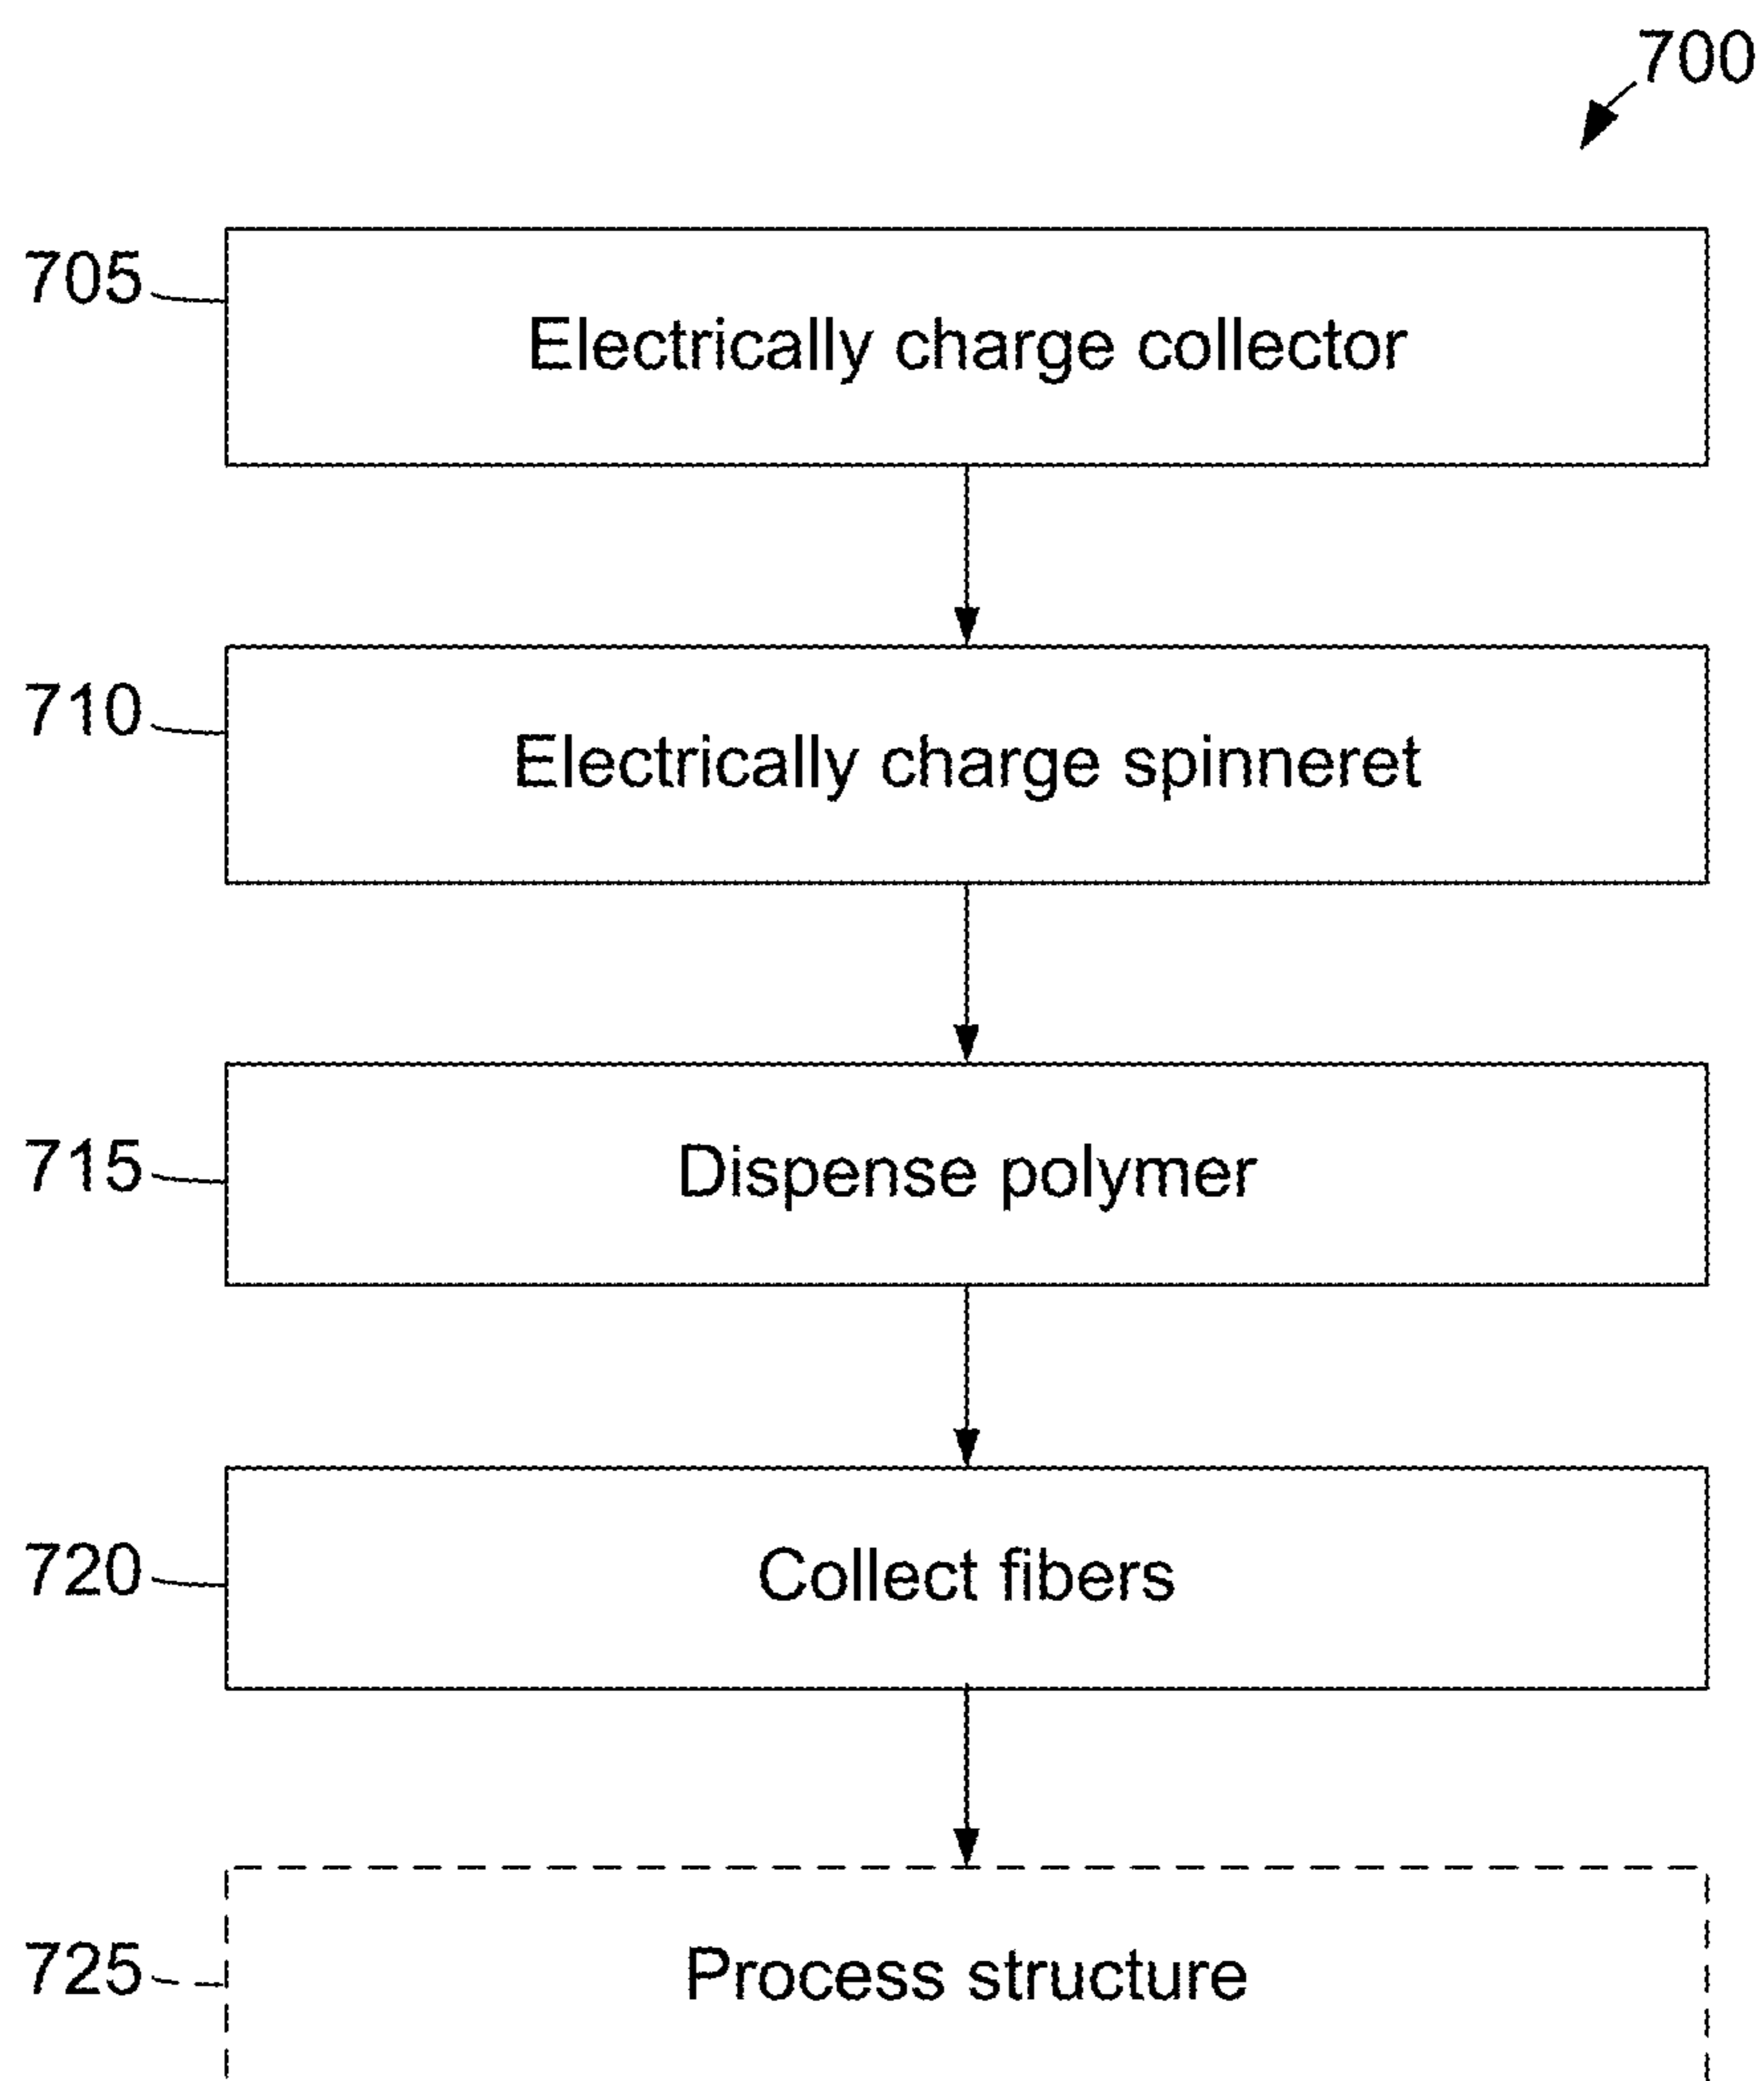 700
705
Electrically charge collector
710
Electrically charge spinneret
715
Dispense polymer
720
Collect fibers
725
Process structure